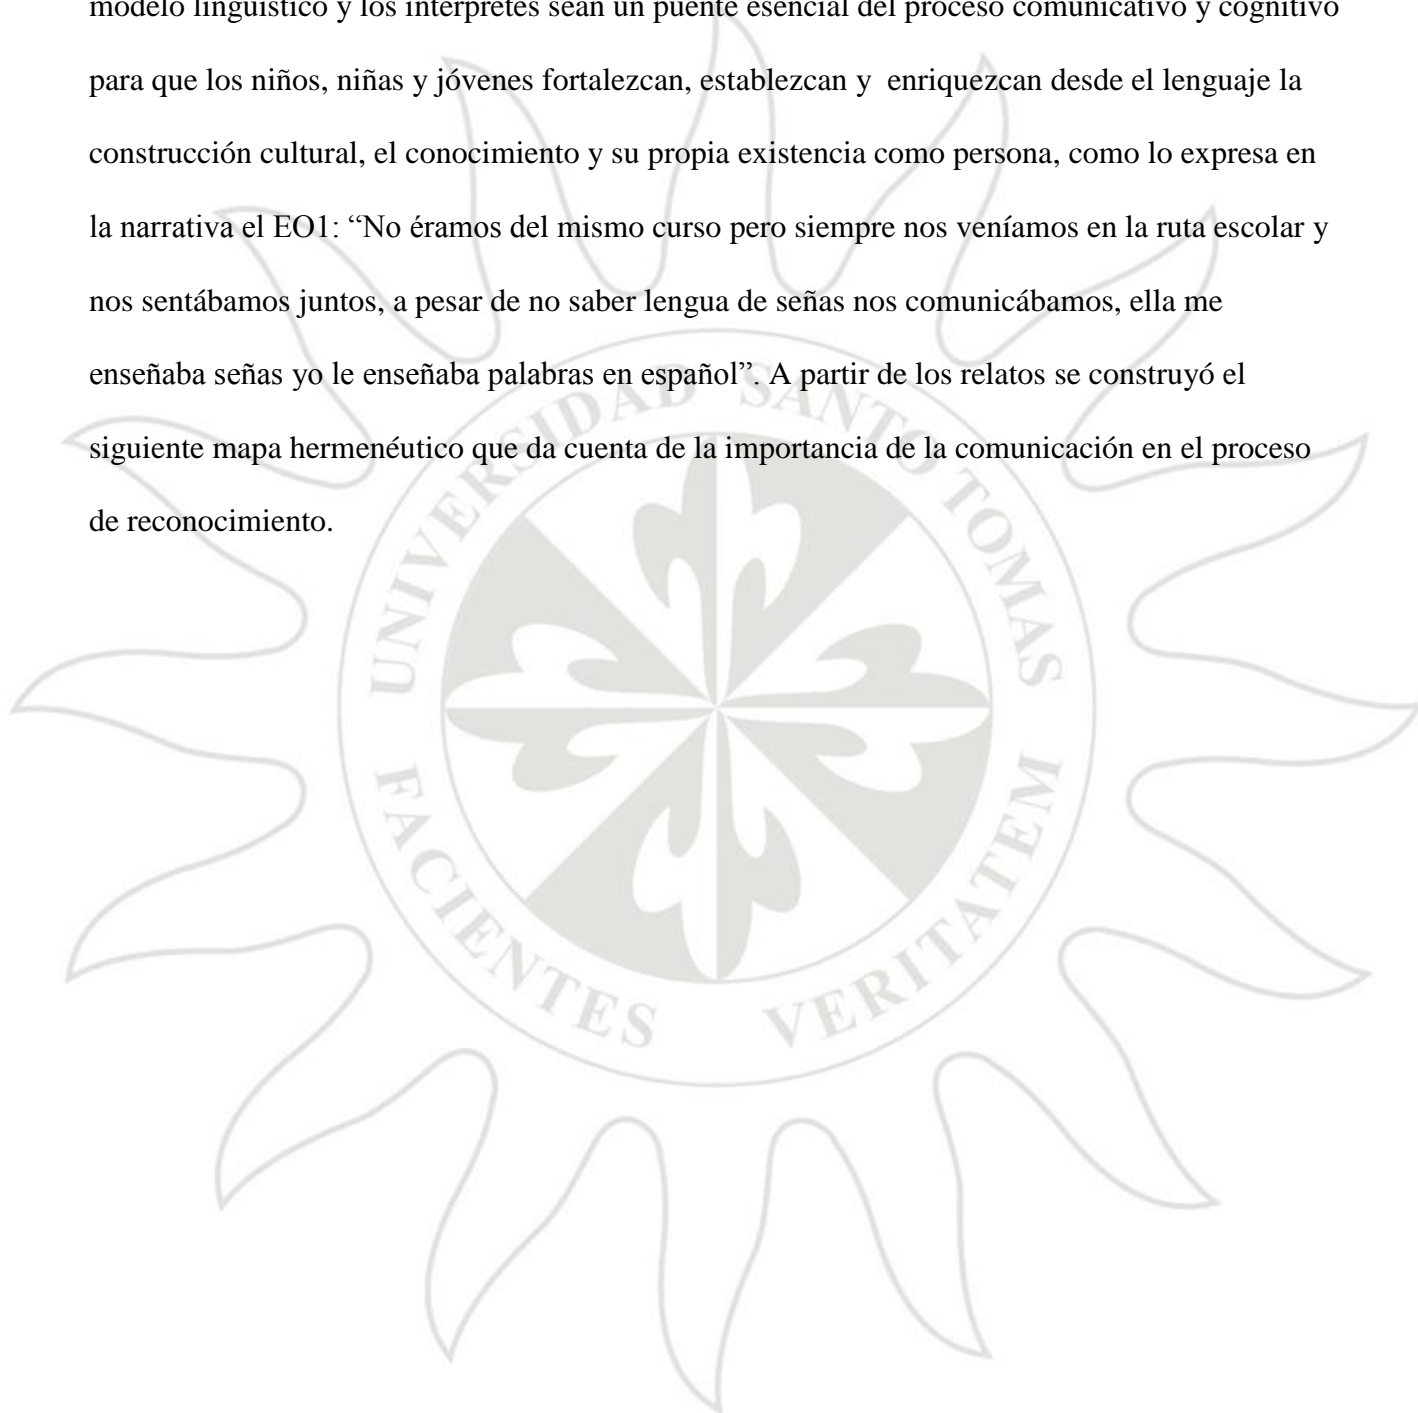 modelo lingüístico y los intérpretes sean un puente esencial del proceso comunicativo y cognitivo
para que los niños, niñas y jóvenes fortalezcan, establezcan y  enriquezcan desde el lenguaje la
construcción cultural, el conocimiento y su propia existencia como persona, como lo expresa en
la narrativa el EO1: “No éramos del mismo curso pero siempre nos veníamos en la ruta escolar y
nos sentábamos juntos, a pesar de no saber lengua de señas nos comunicábamos, ella me
enseñaba señas yo le enseñaba palabras en español”. A partir de los relatos se construyó el
siguiente mapa hermenéutico que da cuenta de la importancia de la comunicación en el proceso
de reconocimiento.
UNIVERSIDAD SANTO TOMAS
FACIENTES VERITATEM